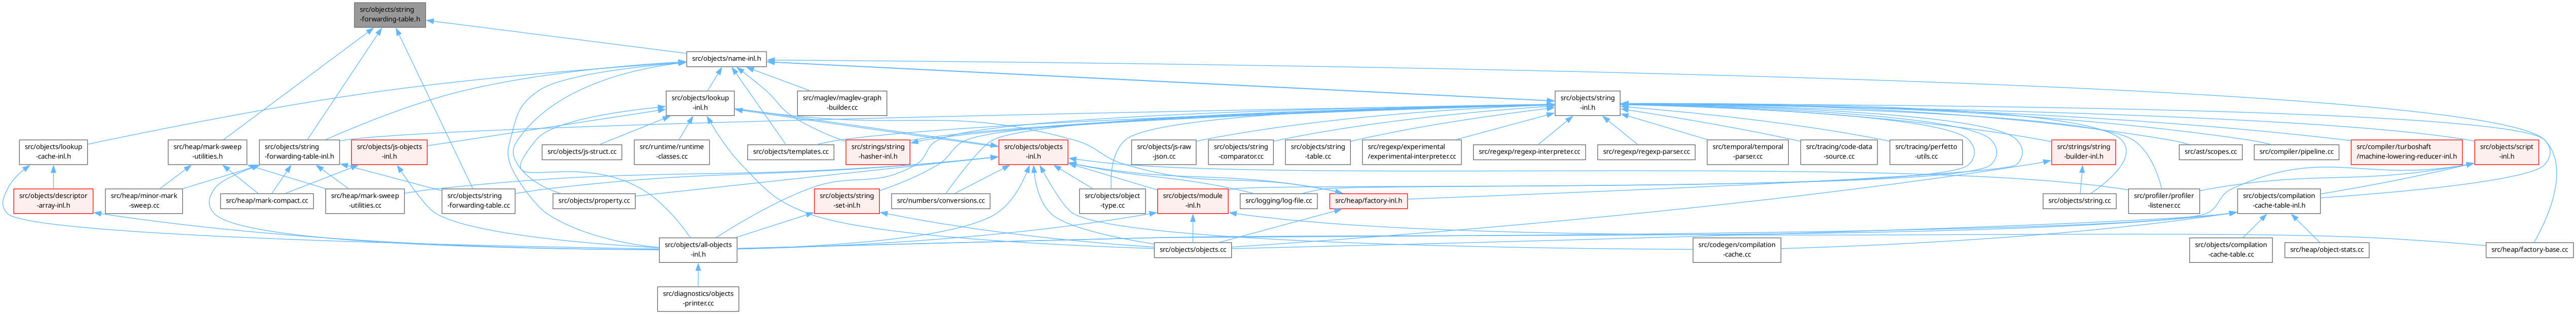 src/objects/string
-forwarding-table.h
src/objects/name-inl.h
src/objects/lookup
-inl.h
src/maglev/maglev-graph
-builder.cc
src/objects/string
-inl.h
src/objects/lookup
-cache-inl.h
src/heap/mark-sweep
-utilities.h
src/objects/string
-forwarding-table-inl.h
src/objects/js-objects
-inl.h
src/objects/js-struct.cc
src/runtime/runtime
-classes.cc
src/objects/templates.cc
src/strings/string
-hasher-inl.h
src/objects/objects
-inl.h
src/objects/js-raw
-json.cc
src/objects/string
-comparator.cc
src/objects/string
-table.cc
src/regexp/experimental
/experimental-interpreter.cc
src/regexp/regexp-interpreter.cc
src/regexp/regexp-parser.cc
src/temporal/temporal
-parser.cc
src/tracing/code-data
-source.cc
src/tracing/perfetto
-utils.cc
src/strings/string
-builder-inl.h
src/ast/scopes.cc
src/compiler/pipeline.cc
src/compiler/turboshaft
/machine-lowering-reducer-inl.h
src/objects/script
-inl.h
src/objects/descriptor
-array-inl.h
src/heap/minor-mark
-sweep.cc
src/heap/mark-compact.cc
src/heap/mark-sweep
-utilities.cc
src/objects/string
-forwarding-table.cc
src/objects/property.cc
src/objects/string
-set-inl.h
src/numbers/conversions.cc
src/objects/object
-type.cc
src/objects/module
-inl.h
src/logging/log-file.cc
src/heap/factory-inl.h
src/objects/string.cc
src/profiler/profiler
-listener.cc
src/objects/compilation
-cache-table-inl.h
src/objects/all-objects
-inl.h
src/objects/objects.cc
src/codegen/compilation
-cache.cc
src/objects/compilation
-cache-table.cc
src/heap/object-stats.cc
src/heap/factory-base.cc
src/diagnostics/objects
-printer.cc